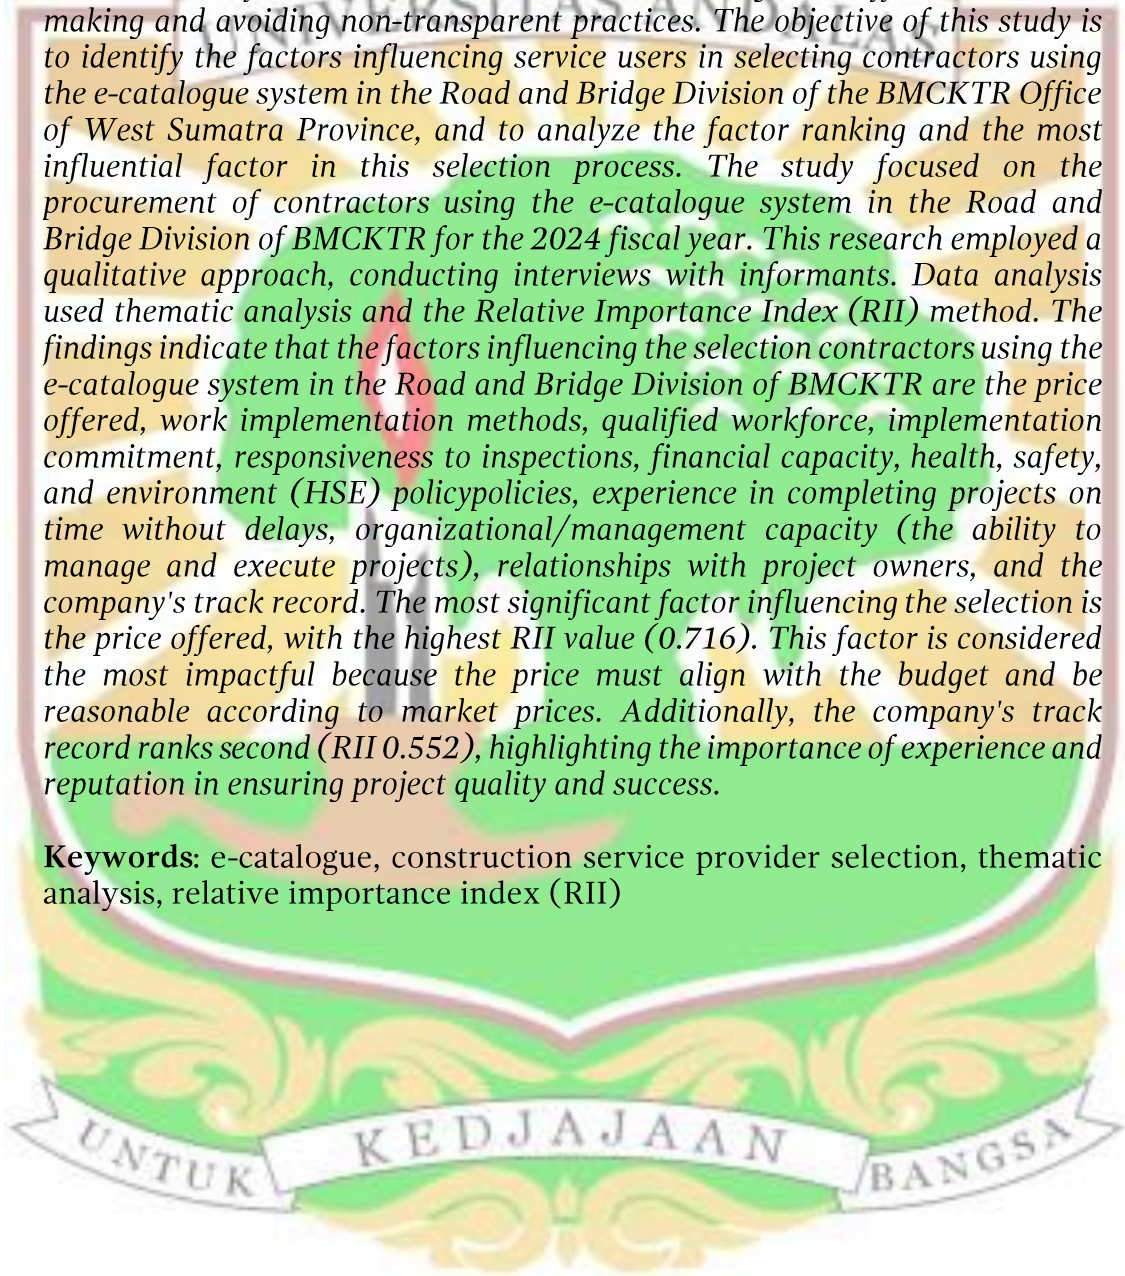 making and avoiding non-transparent practices. The objective of this study is
to identify the factors influencing service users in selecting contractors using
the e-catalogue system in the Road and Bridge Division of the BMCKTR Office
of West Sumatra Province, and to analyze the factor ranking and the most
influential factor in this selection process. The study focused on the
procurement of contractors using the e-catalogue system in the Road and
Bridge Division of BMCKTR for the 2024 fiscal year. This research employed a
qualitative approach, conducting interviews with informants. Data analysis
used thematic analysis and the Relative Importance Index (RII) method. The
findings indicate that the factors influencing the selection contractors using the
e-catalogue system in the Road and Bridge Division of BMCKTR are the price
offered, work implementation methods, qualified workforce, implementation
commitment, responsiveness to inspections, financial capacity, health, safety,
and environment (HSE) policypolicies, experience in completing projects on
time without delays, organizational/management capacity (the ability to
manage and execute projects), relationships with project owners, and the
company's track record. The most significant factor influencing the selection is
the price offered, with the highest RII value (0.716). This factor is considered
the most impactful because the price must align with the budget and be
reasonable according to market prices. Additionally, the company's track
record ranks second (RII 0.552), highlighting the importance of experience and
reputation in ensuring project quality and success.
Keywords: e-catalogue, construction service provider selection, thematic
analysis, relative importance index (RII)
UNTUK KEDJAJAAN BANGSA